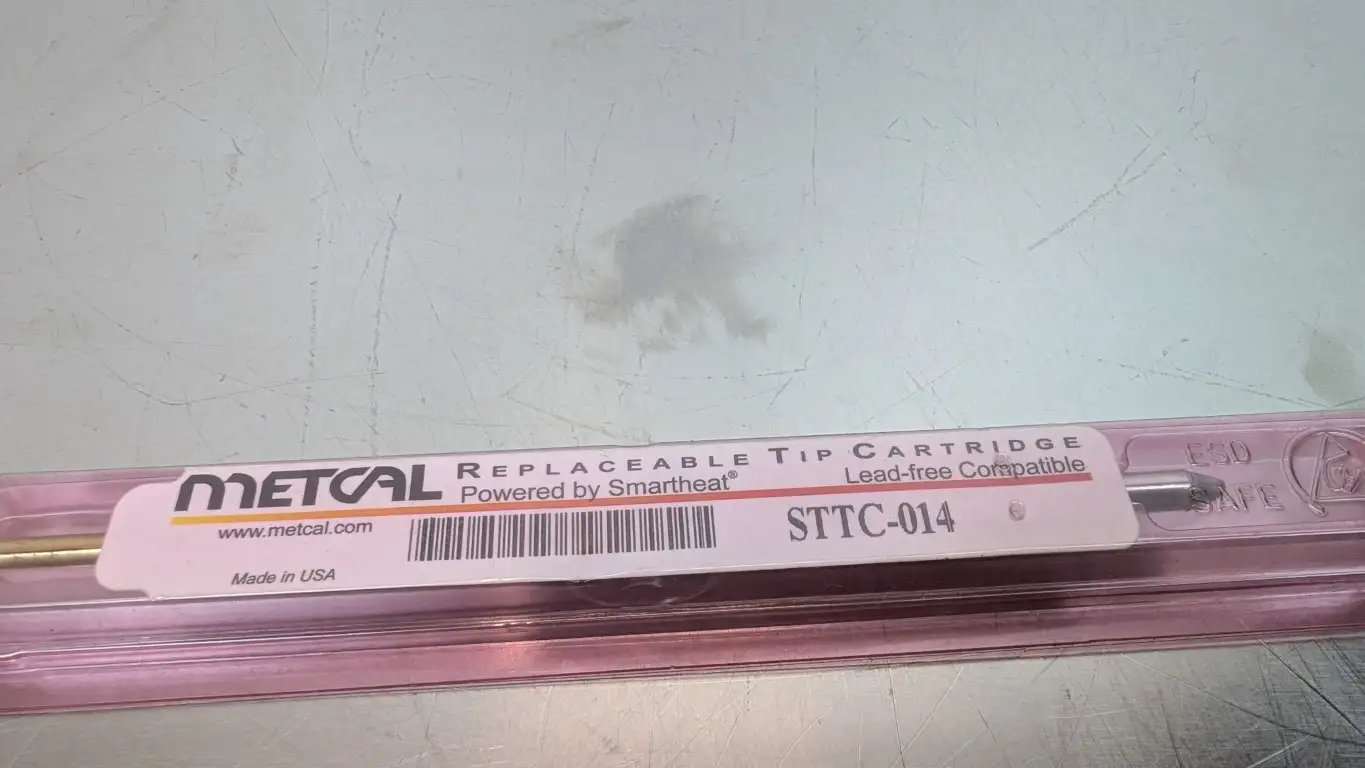 METCAL
REPLACEABLE TIP CARTRIDGE
Powered by Smartheat®
Lead-free Compatible
www.metcal.com
STTC-014
Made in USA
ESD
SAFE